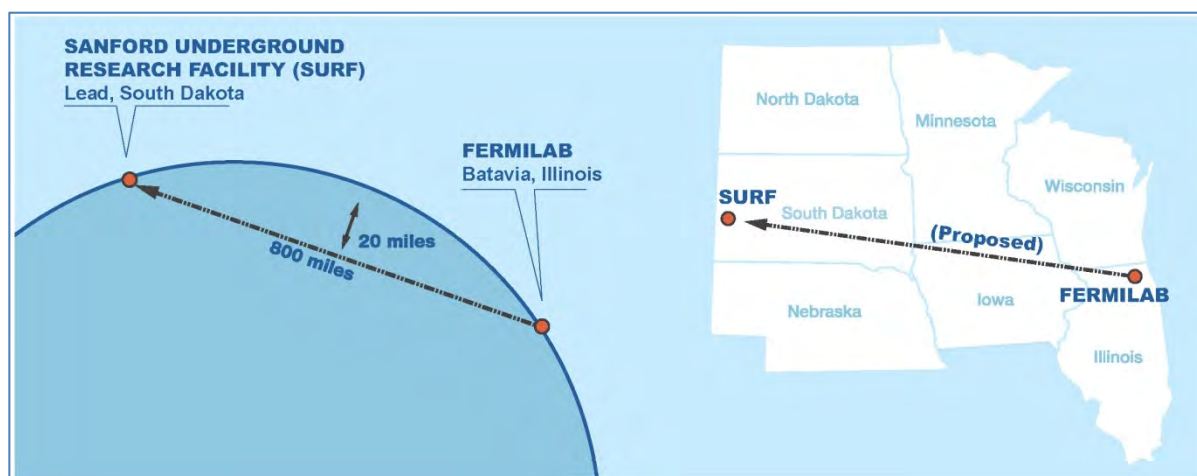 SANFORD UNDERGROUND
RESEARCH FACILITY (SURF)
Lead, South Dakota
FERMILAB
Batavia, Illinois
20 miles
800 miles
North Dakota
Minnesota
Wisconsin
SURF
South Dakota
(Proposed)
FERMILAB
Iowa
Nebraska
Illinois